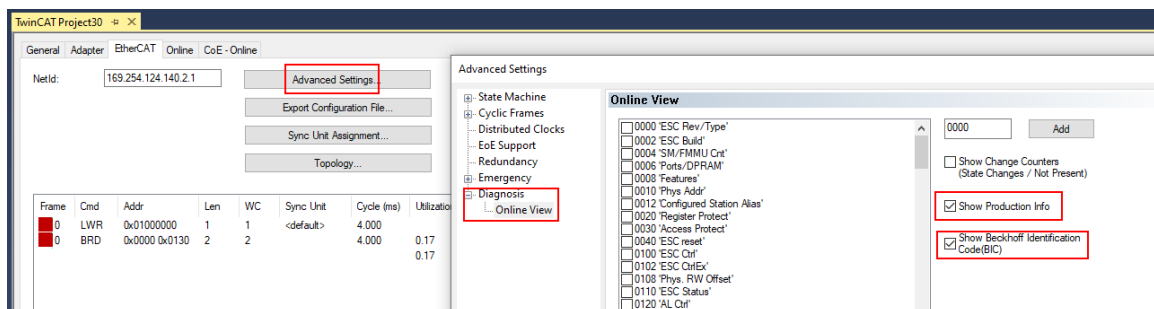 TwinCAT Project30
General Adapter EtherCAT Online CoE - Online
NetId: 169.254.124.140.2.1
Advanced Settings...
Export Configuration File...
Sync Unit Assignment...
Topology...
Frame Cmd Addr Len WC Sync Unit Cycle (ms) Utilizatio
0 LWR 0x01000000 1 1 <default> 4.000
0 BRD 0x0000 0x0130 2 2 4.000 0.17
0.17
Advanced Settings
State Machine
Cyclic Frames
Distributed Clocks
EoE Support
Redundancy
Emergency
Diagnosis
Online View
Online View
0000 'ESC Rev/Type'
0002 'ESC Build'
0004 'SM/FMMU Cnt'
0006 'Ports/DPRAM'
0008 'Features'
0010 'Phys Addr'
0012 'Configured Station Alias'
0020 'Register Protect'
0030 'Access Protect'
0040 'ESC reset'
0100 'ESC Ctrl'
0102 'ESC CtrlEx'
0108 'Phys. RW Offset'
0110 'ESC Status'
0120 'AL Ctrl'
0000 Add
Show Change Counters
(State Changes / Not Present)
Show Production Info
Show Beckhoff Identification
Code(BIC)